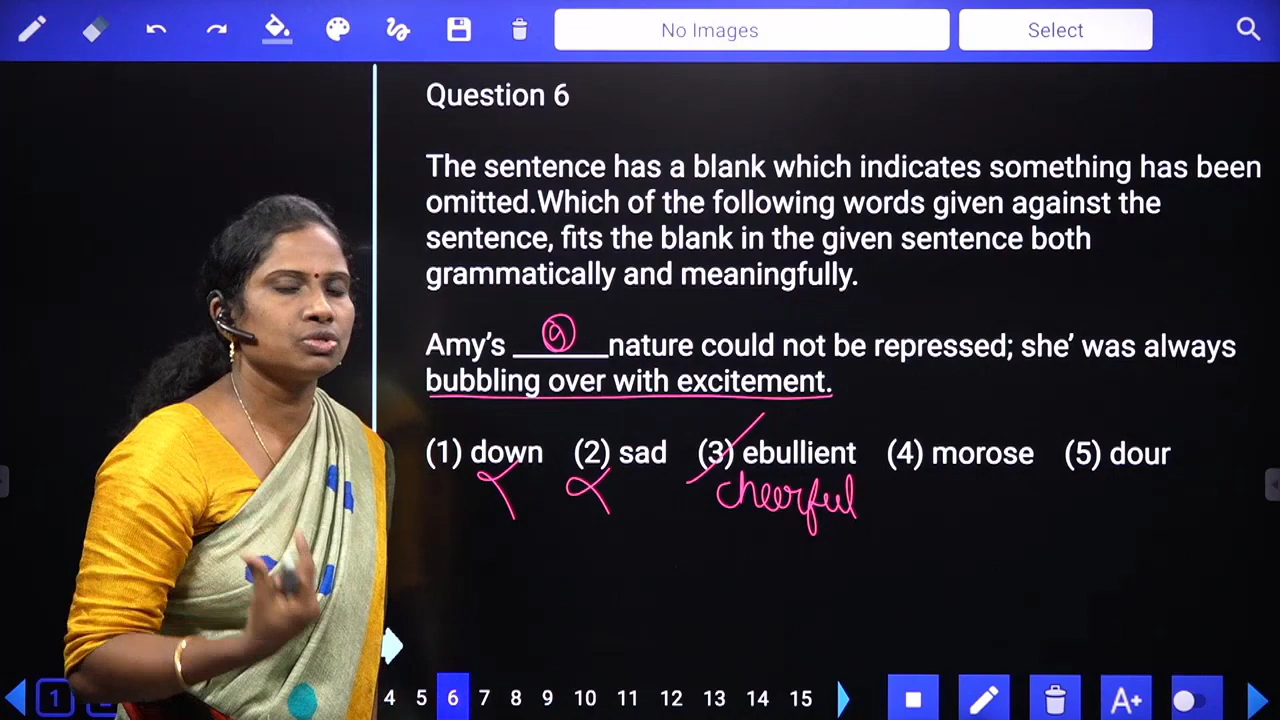 No Images
Select
Question 6
The sentence has a blank which indicates something has been
omitted.Which of the following words given against the
sentence, fits the blank in the given sentence both
grammatically and meaningfully.
Amy's ______nature could not be repressed; she' was always
bubbling over with excitement.
(1) down (2) sad (3) ebullient (4) morose (5) dour
cheerful
1 4 5 6 7 8 9 10 11 12 13 14 15
A+